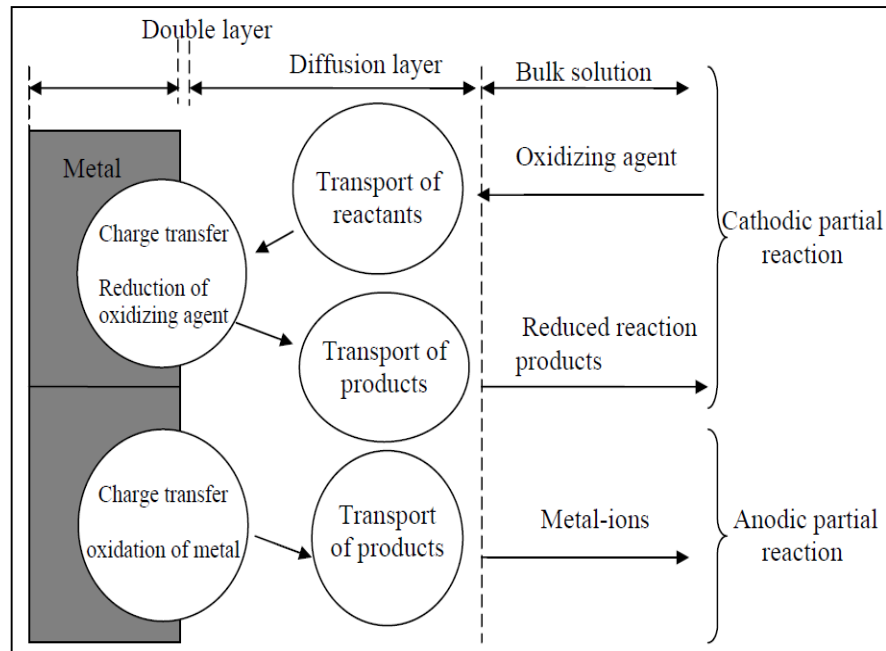 Double layer
Diffusion layer
Bulk solution
Metal
Transport of
reactants
Oxidizing agent
Charge transfer
Reduction of
oxidizing agent
Cathodic partial
reaction
Transport of
products
Reduced reaction
products
Charge transfer
oxidation of metal
Transport
of products
Metal-ions
Anodic partial
reaction